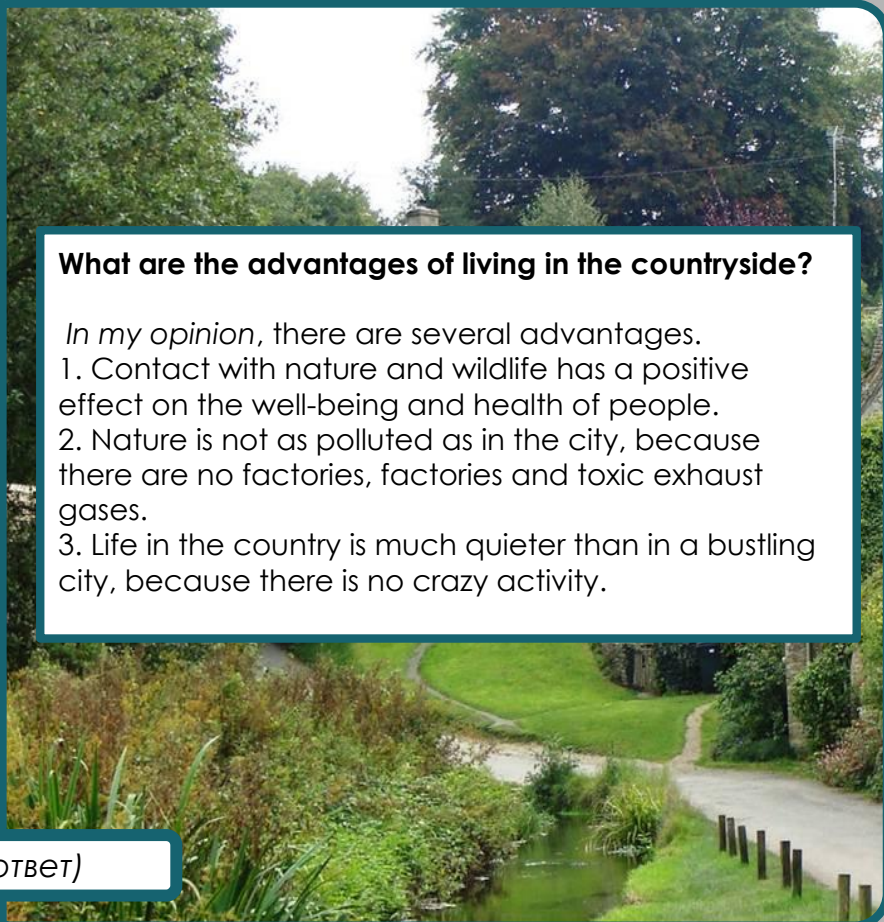 What are the advantages of living in the countryside?
In my opinion, there are several advantages.
1. Contact with nature and wildlife has a positive
effect on the well-being and health of people.
2. Nature is not as polluted as in the city, because
there are no factories, factories and toxic exhaust
gases.
3. Life in the country is much quieter than in a bustling
city, because there is no crazy activity.
ответ)